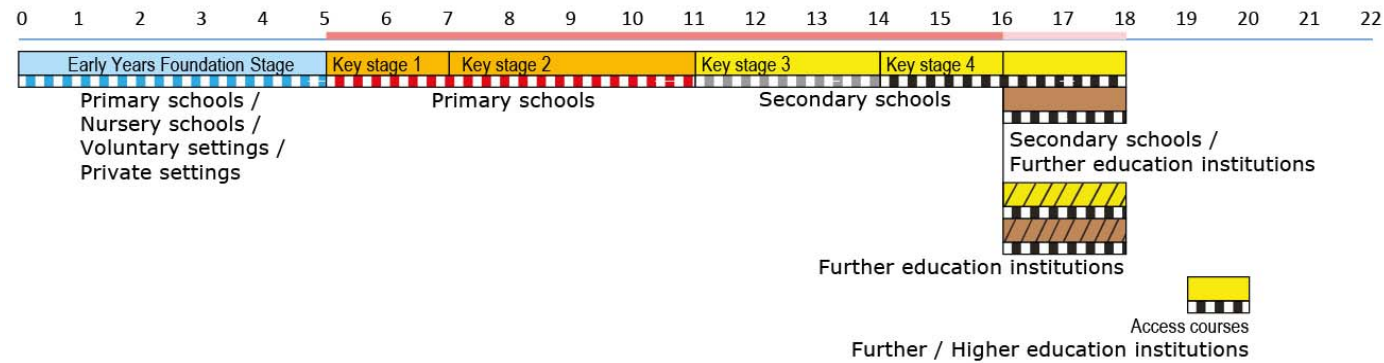 0 1 2 3 4 5 6 7 8 9 10 11 12 13 14 15 16 17 18 19 20 21 22
Early Years Foundation Stage Key stage 1 Key stage 2 Key stage 3 Key stage 4
Primary schools /
Nursery schools /
Voluntary settings /
Private settings
Primary schools
Secondary schools
Secondary schools /
Further education institutions
Further education institutions
Access courses
Further / Higher education institutions